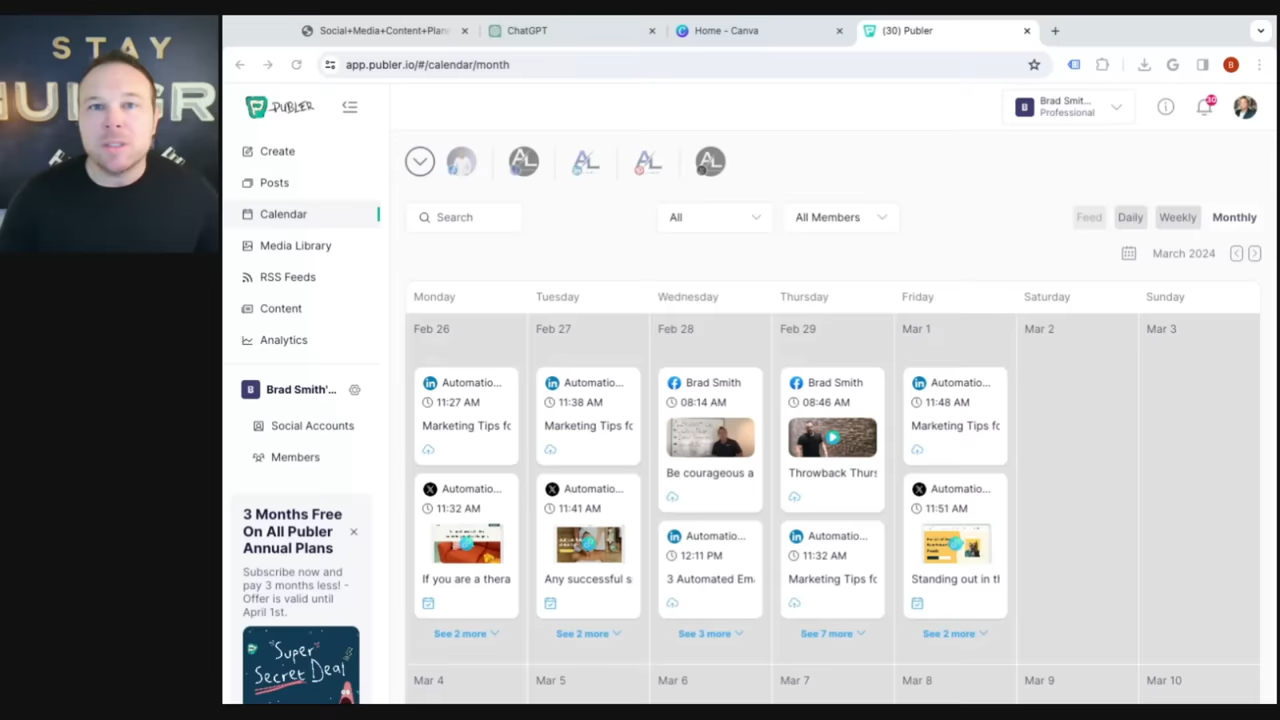 STAY
HUNGR
Social+Media+Content+Plan
ChatGPT
Home - Canva
(30) Publer
app.publer.io/#/calendar/month
B
PUBLER
Brad Smit...
Professional
30
Create
Posts
Calendar
Media Library
RSS Feeds
Content
Analytics
B Brad Smith'...
Social Accounts
Members
3 Months Free
On All Publer
Annual Plans
Subscribe now and
pay 3 months less! -
Offer is valid until
April 1st.
"Super
Secret Deal
AL
AL
AL
AL
Search
All
All Members
Feed
Daily
Weekly
Monthly
March 2024
Monday
Tuesday
Wednesday
Thursday
Friday
Saturday
Sunday
Feb 26
Feb 27
Feb 28
Feb 29
Mar 1
Mar 2
Mar 3
Automatio...
11:27 AM
Marketing Tips fo
Automatio...
11:32 AM
If you are a thera
See 2 more
Automatio...
11:38 AM
Marketing Tips fo
Automatio...
11:41 AM
Any successful s
See 2 more
Brad Smith
08:14 AM
Be courageous a
Automatio...
12:11 PM
3 Automated Em
See 3 more
Brad Smith
08:46 AM
Throwback Thurs
Automatio...
11:32 AM
Marketing Tips fo
See 7 more
Automatio...
11:48 AM
Marketing Tips fo
Automatio...
11:51 AM
Standing out in tl
See 2 more
Mar 4
Mar 5
Mar 6
Mar 7
Mar 8
Mar 9
Mar 10